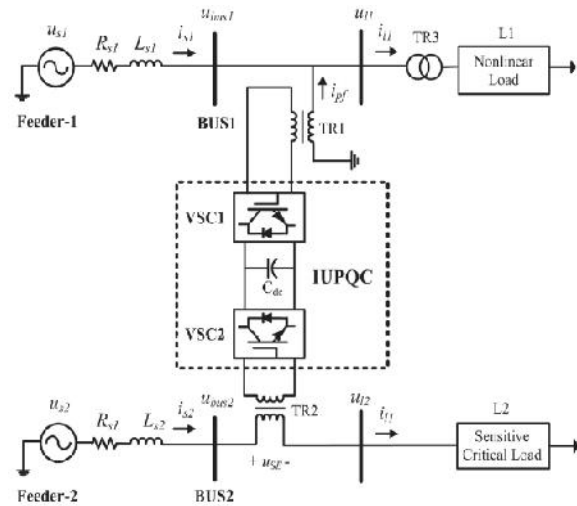 u_s1
R_s1 L_s1
i_s1
u_bus1
u_l1
i_l1
TR3
L1
Nonlinear
Load
Feeder-1
BUS1
i_pf
TR1
VSC1
C_dc
IUPQC
VSC2
u_s2
R_s1 L_s2
i_s2
u_bus2
TR2
u_l2
i_l1
L2
Sensitive
Critical Load
+ u_SE -
Feeder-2
BUS2